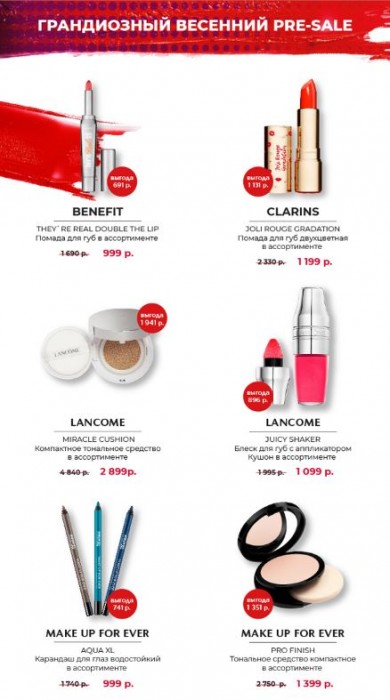 ГРАНДИОЗНЫЙ ВЕСЕННИЙ PRE-SALE
выгода
691 р.
BENEFIT
THEY`RE REAL DOUBLE THE LIP
Помада для губ в ассортименте
1 690 р. 999 р.
Joli Rouge
выгода
1 131 р.
CLARINS
JOLI ROUGE GRADATION
Помада для губ двухцветная
в ассортименте
2 330 р. 1 199 р.
LANCOME
выгода
1 941 р.
LANCOME
MIRACLE CUSHION
Компактное тональное средство
в ассортименте
4 840 р. 2 899р.
выгода
896 р.
LANCOME
JUICY SHAKER
Блеск для губ с аппликатором
Кушон в ассортименте
1 995 р. 1 099 р.
выгода
741 р.
MAKE UP FOR EVER
AQUA XL
Карандаш для глаз водостойкий
в ассортименте
1 740 р. 999 р.
выгода
1 351 р.
MAKE UP FOR EVER
PRO FINISH
Тональное средство компактное
в ассортименте
2 750 р. 1 399 р.